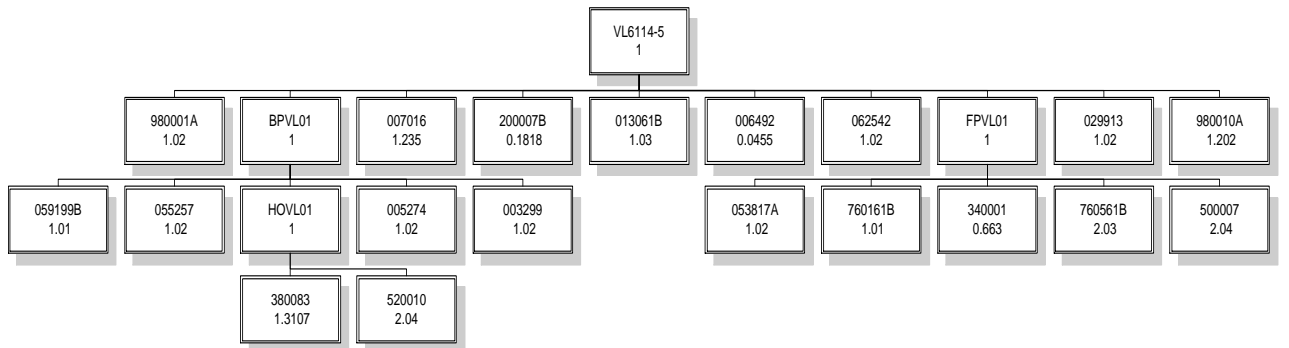 VL6114-5
1
980001A
1.02
BPVL01
1
007016
1.235
200007B
0.1818
013061B
1.03
006492
0.0455
062542
1.02
FPVL01
1
029913
1.02
980010A
1.202
059199B
1.01
055257
1.02
HOVL01
1
005274
1.02
003299
1.02
053817A
1.02
760161B
1.01
340001
0.663
760561B
2.03
500007
2.04
380083
1.3107
520010
2.04